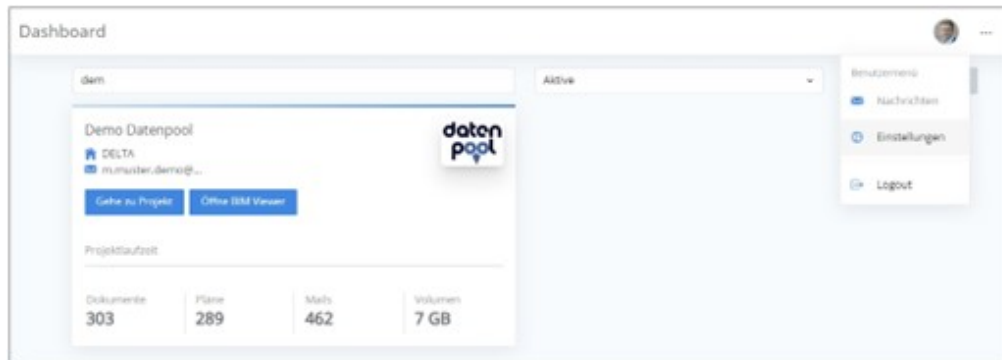 Dashboard
dem
Aktive
Benutzermenü
Nachrichten
Einstellungen
Logout
Demo Datenpool
DELTA
m.muster.demo@...
daten
pool
Gehe zu Projekt
Öffne BIM Viewer
Projektlaufzeit
Dokumente
303
Pläne
289
Mails
462
Volumen
7 GB